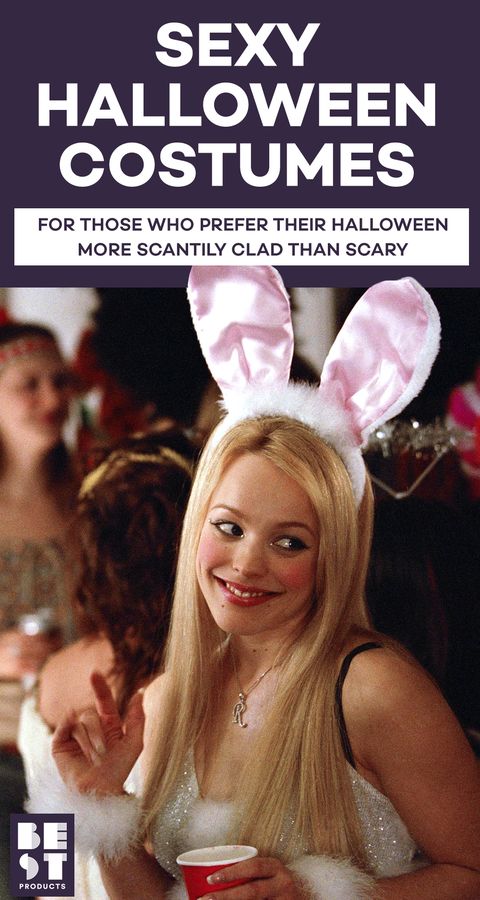 SEXY
HALLOWEEN
COSTUMES
FOR THOSE WHO PREFER THEIR HALLOWEEN
MORE SCANTILY CLAD THAN SCARY
R
BE
ST
PRODUCTS